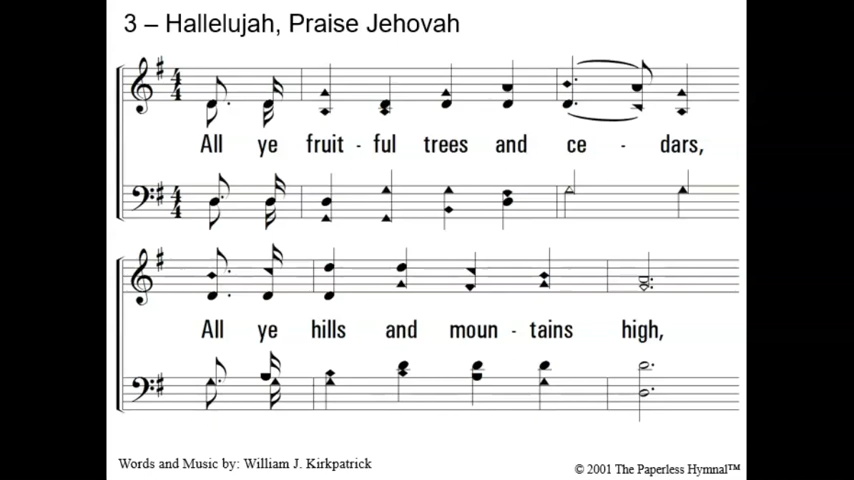 3 – Hallelujah, Praise Jehovah
All ye fruit - ful trees and ce - dars,
All ye hills and moun - tains high,
Words and Music by: William J. Kirkpatrick
© 2001 The Paperless Hymnal™